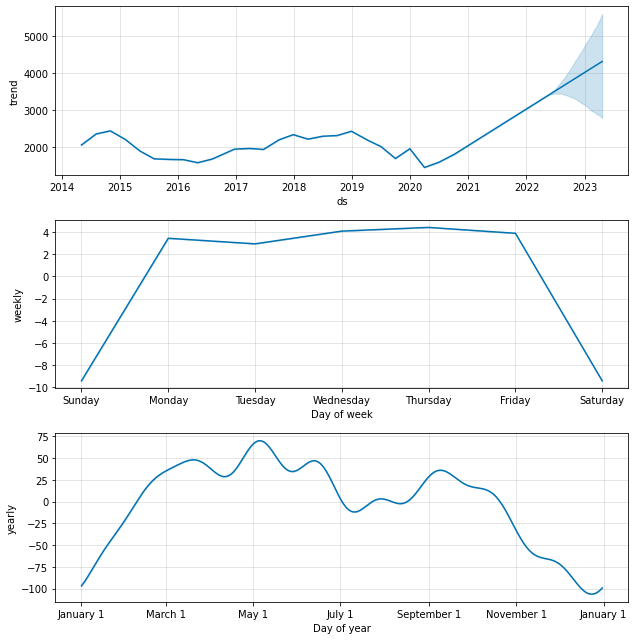 5000
4000
3000
2000
trend
2014 2015 2016 2017 2018 2019 2020 2021 2022 2023
ds
4
2
0
−2
−4
−6
−8
−10
weekly
Sunday Monday Tuesday Wednesday Thursday Friday Saturday
Day of week
75
50
25
0
−25
−50
−75
−100
yearly
January 1 March 1 May 1 July 1 September 1 November 1 January 1
Day of year